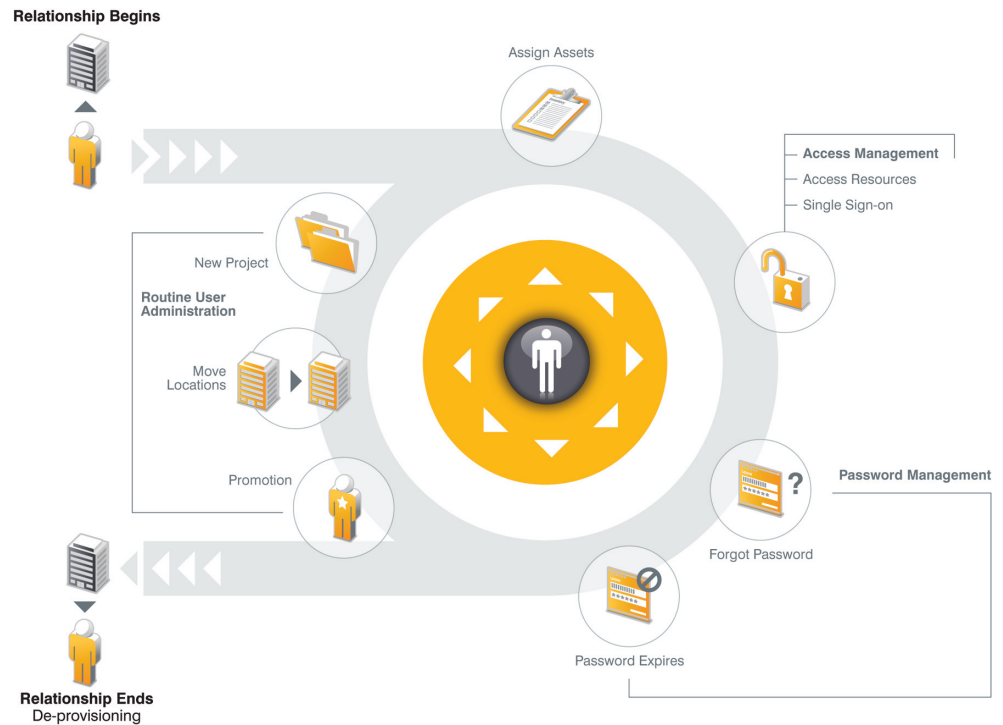 Relationship Begins
Assign Assets
Access Management
Access Resources
Single Sign-on
New Project
Routine User
Administration
Move
Locations
Promotion
?
Password Management
Forgot Password
Password Expires
Relationship Ends
De-provisioning